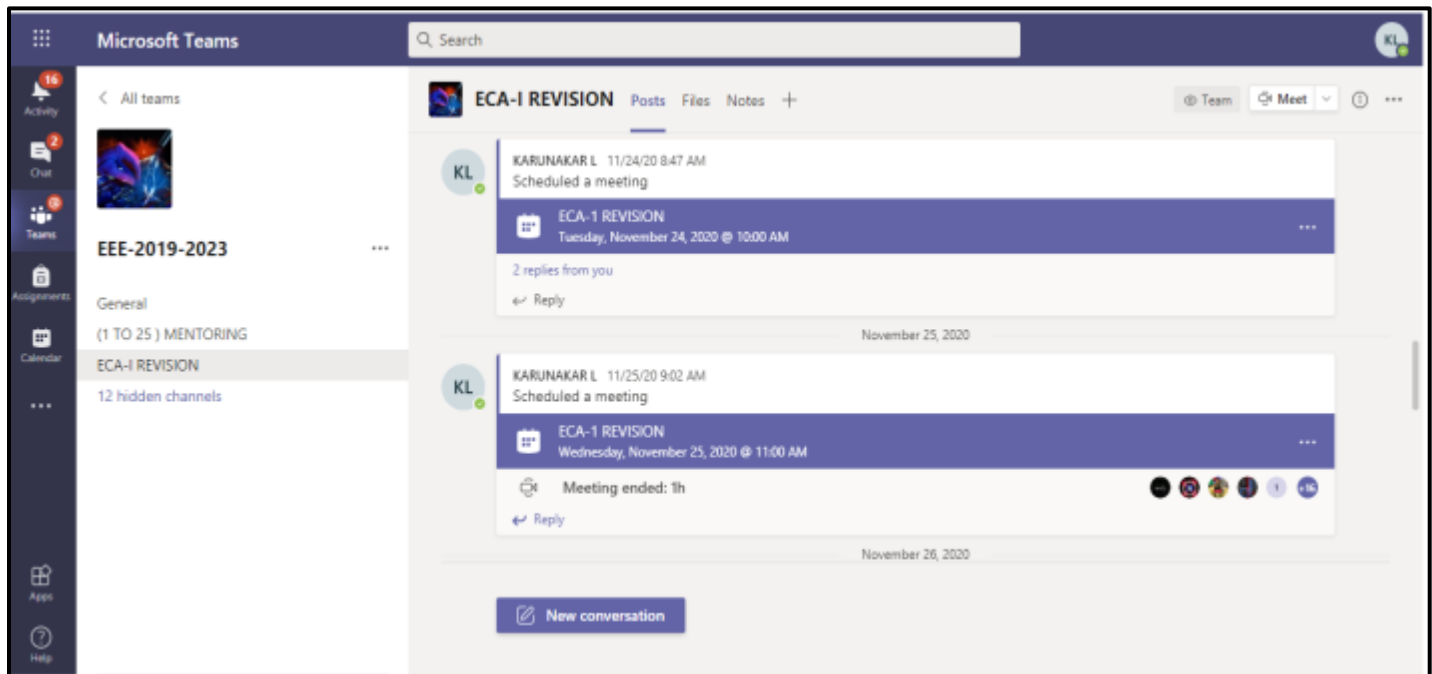 Microsoft Teams
Search
KL
16
Activity
2
Chat
Teams
Assignments
Calendar
Apps
Help
All teams
EEE-2019-2023
General
(1 TO 25 ) MENTORING
ECA-I REVISION
12 hidden channels
ECA-I REVISION Posts Files Notes
Team Meet
KL
KARUNAKAR L 11/24/20 8:47 AM
Scheduled a meeting
ECA-1 REVISION
Tuesday, November 24, 2020 @ 10:00 AM
2 replies from you
Reply
November 25, 2020
KL
KARUNAKAR L 11/25/20 9:02 AM
Scheduled a meeting
ECA-1 REVISION
Wednesday, November 25, 2020 @ 11:00 AM
Meeting ended: 1h
+16
Reply
November 26, 2020
New conversation